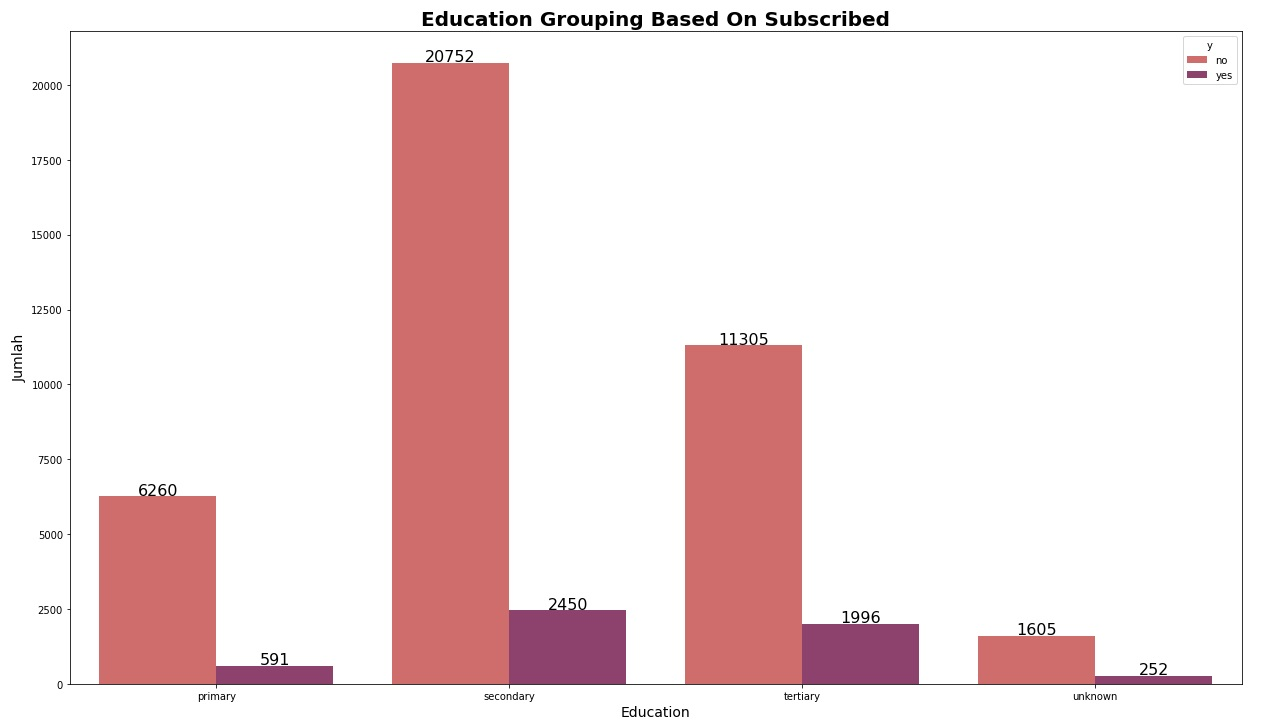 Education Grouping Based On Subscribed
y
no
yes
20000
17500
15000
12500
10000
7500
5000
2500
0
Jumlah
6260
591
20752
2450
11305
1996
1605
252
primary
secondary
tertiary
unknown
Education